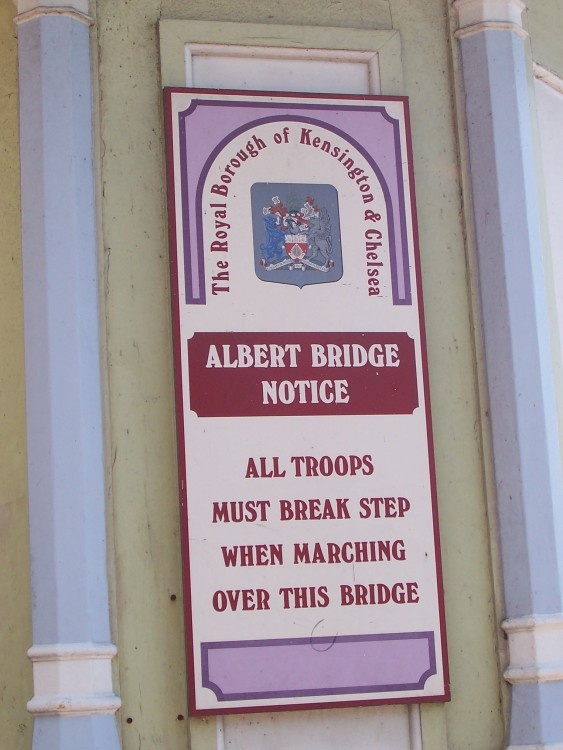 The Royal Borough of Kensington & Chelsea
ALBERT BRIDGE
NOTICE
ALL TROOPS
MUST BREAK STEP
WHEN MARCHING
OVER THIS BRIDGE